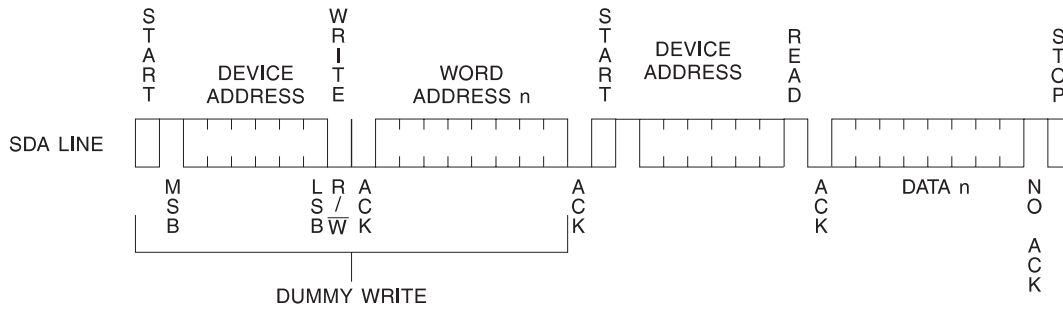 START
WRITE
START
READ
STOP
DEVICE
ADDRESS
WORD
ADDRESS n
DEVICE
ADDRESS
SDA LINE
MSB
LSB
R/W
ACK
ACK
ACK
DATA n
NO ACK
DUMMY WRITE